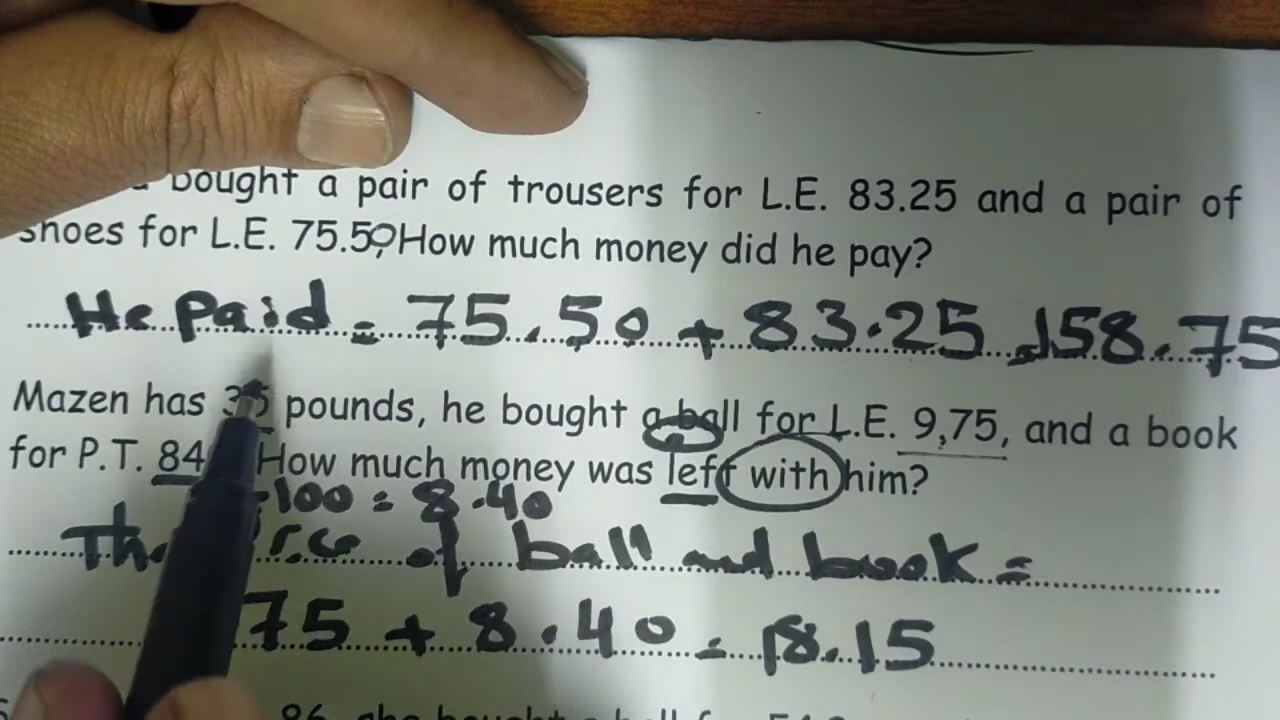 bought a pair of trousers for L.E. 83.25 and a pair of
shoes for L.E. 75.50, How much money did he pay?
He paid = 75.50 + 83.25 = 158.75
Mazen has 35 pounds, he bought a ball for L.E. 9,75, and a book
for P.T. 84 How much money was left with him?
100 = 8.40
of ball and book =
75 + 8.40 = 18.15